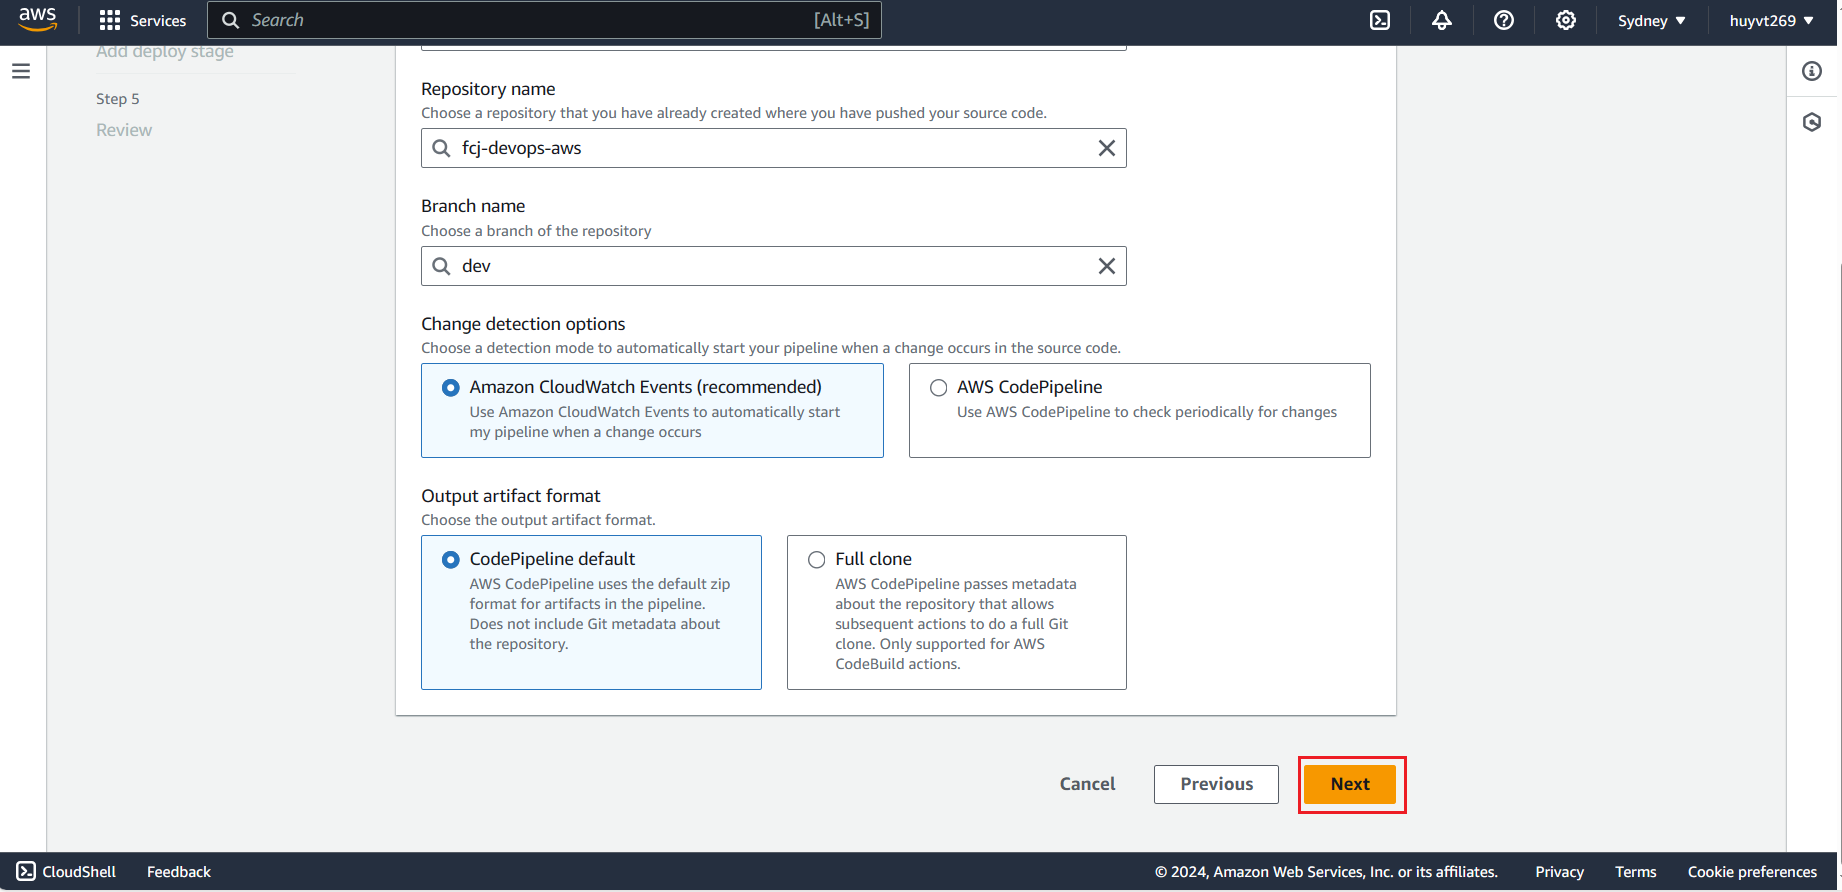 aws
Services
Search
[Alt+S]
Sydney
huyvt269
Add deploy stage
Step 5
Review
Repository name
Choose a repository that you have already created where you have pushed your source code.
fcj-devops-aws
Branch name
Choose a branch of the repository
dev
Change detection options
Choose a detection mode to automatically start your pipeline when a change occurs in the source code.
Amazon CloudWatch Events (recommended)
Use Amazon CloudWatch Events to automatically start
my pipeline when a change occurs
AWS CodePipeline
Use AWS CodePipeline to check periodically for changes
Output artifact format
Choose the output artifact format.
CodePipeline default
AWS CodePipeline uses the default zip
format for artifacts in the pipeline.
Does not include Git metadata about
the repository.
Full clone
AWS CodePipeline passes metadata
about the repository that allows
subsequent actions to do a full Git
clone. Only supported for AWS
CodeBuild actions.
Cancel
Previous
Next
CloudShell
Feedback
© 2024, Amazon Web Services, Inc. or its affiliates.
Privacy
Terms
Cookie preferences